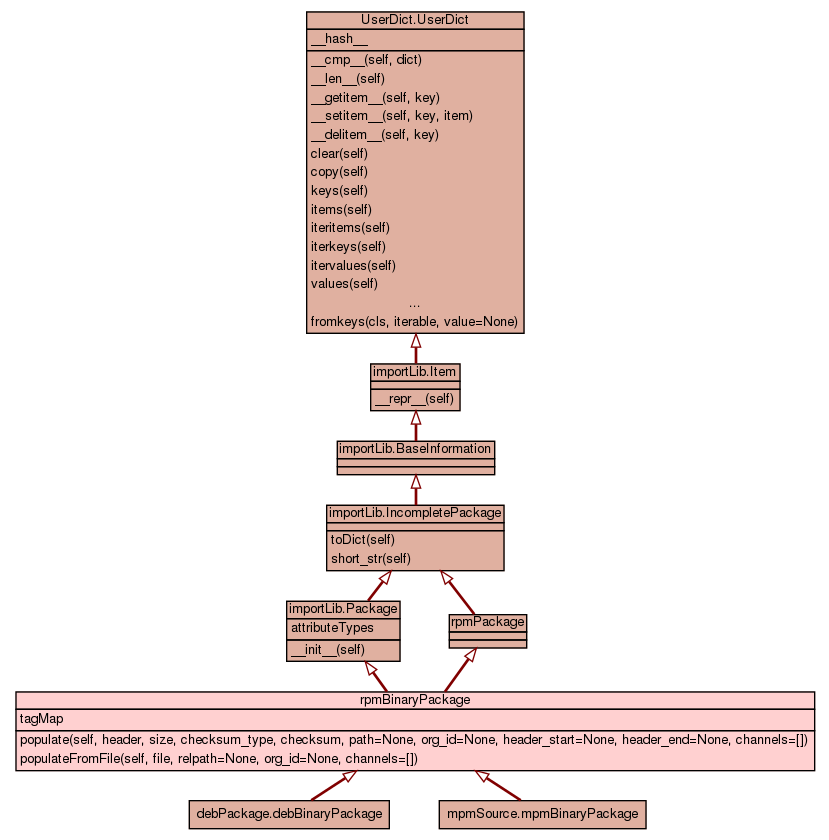 UserDict.UserDict
__hash__
__cmp__(self, dict)
__len__(self)
__getitem__(self, key)
__setitem__(self, key, item)
__delitem__(self, key)
clear(self)
copy(self)
keys(self)
items(self)
iteritems(self)
iterkeys(self)
itervalues(self)
values(self)
...
fromkeys(cls, iterable, value=None)
importLib.Item
__repr__(self)
importLib.BaseInformation
importLib.IncompletePackage
toDict(self)
short_str(self)
importLib.Package
attributeTypes
__init__(self)
rpmPackage
rpmBinaryPackage
tagMap
populate(self, header, size, checksum_type, checksum, path=None, org_id=None, header_start=None, header_end=None, channels=[])
populateFromFile(self, file, relpath=None, org_id=None, channels=[])
debPackage.debBinaryPackage
mpmSource.mpmBinaryPackage